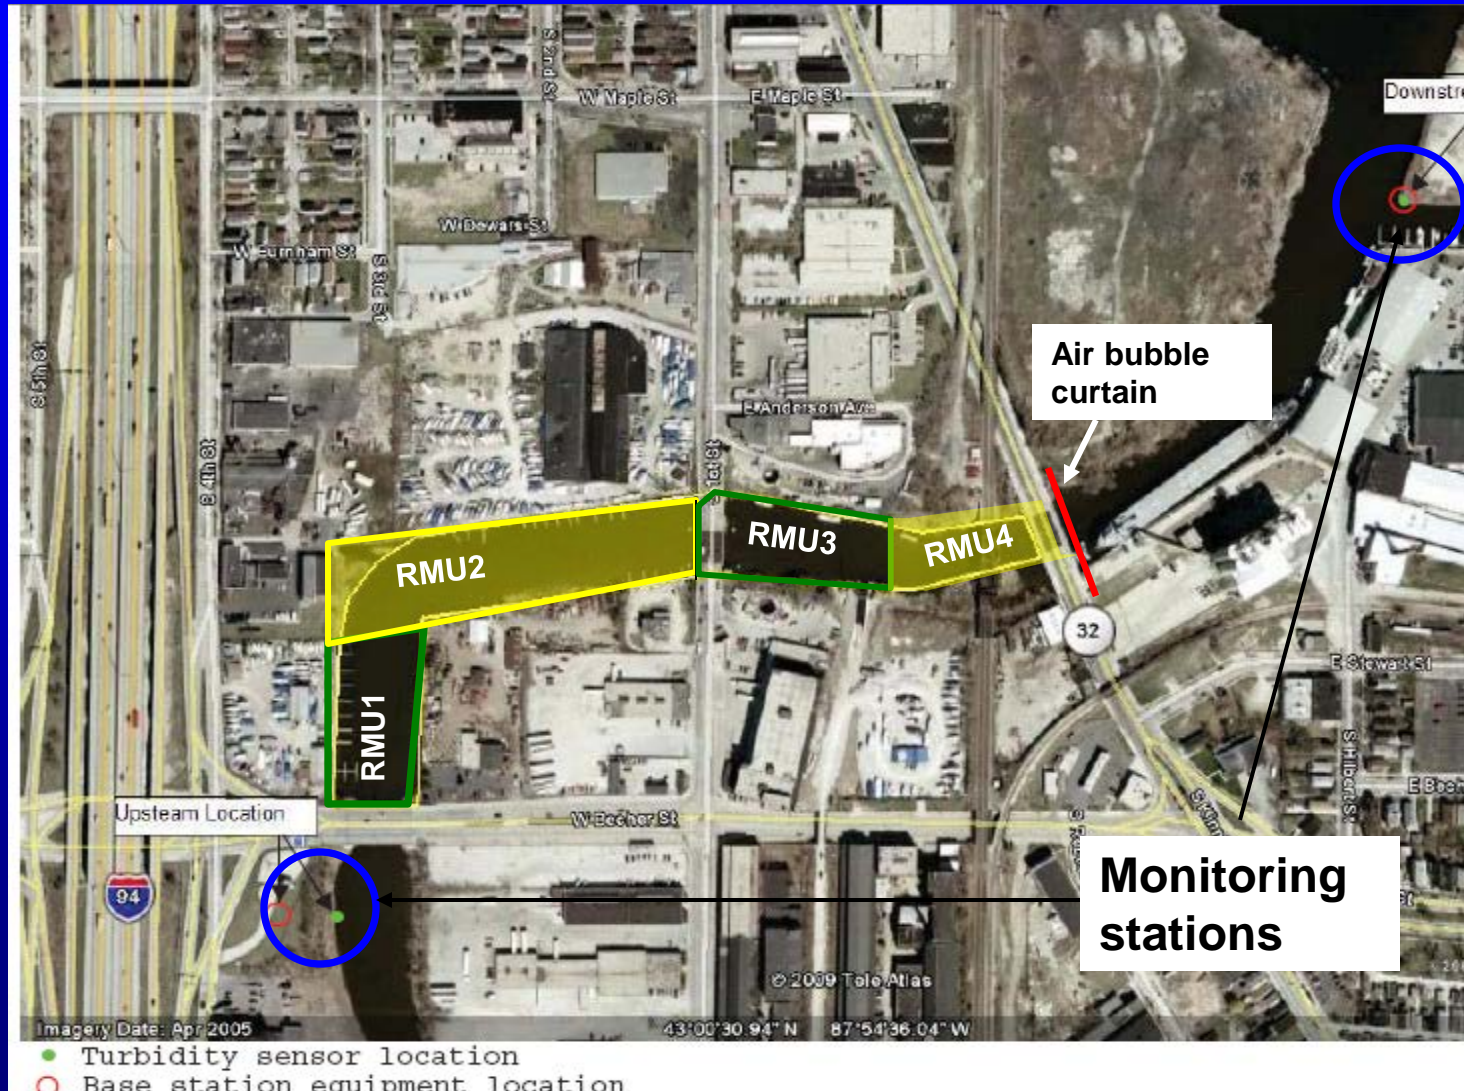 S 2nd St
W Maple St
E Maple St
Downstre
W Dewars St
W Burnham St
S 3rd St
Air bubble
curtain
S 5th St
E Anderson Ave
S 4th St
1st St
RMU3
RMU4
RMU2
32
E Stewart St
RMU1
S Hilbert St
E Bech
Upsteam Location
W Becher St
Monitoring
stations
94
St
© 2009 Tele Atlas
Imagery Date: Apr 2005
43°00'30.94" N 87°54'36.04" W
Turbidity sensor location
Base station equipment location